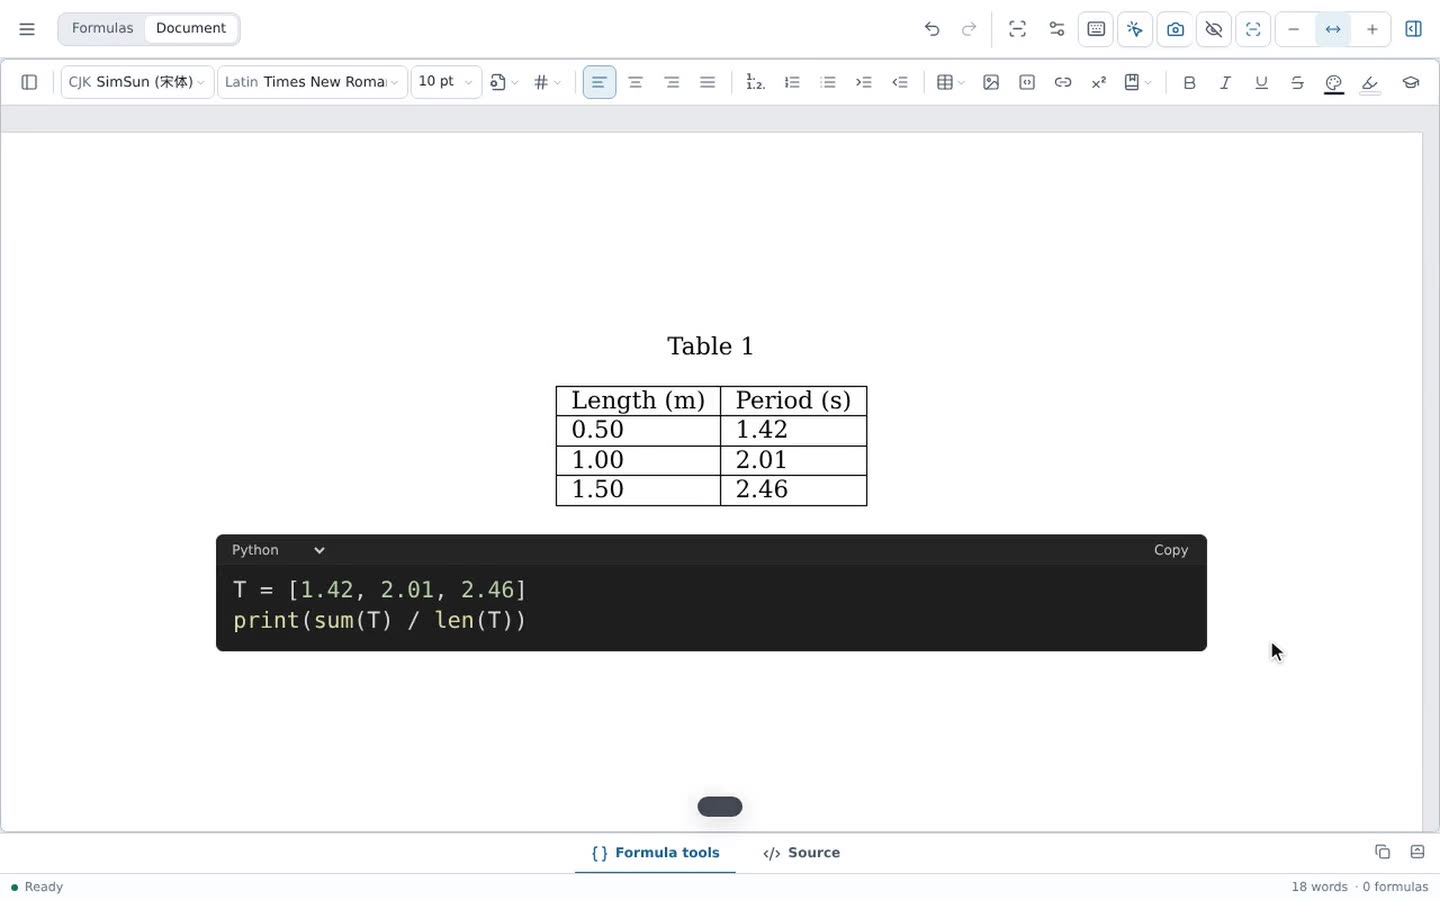 Formulas Document
CJK SimSun (宋体) Latin Times New Roma 10 pt
Table 1
Length (m) Period (s)
0.50 1.42
1.00 2.01
1.50 2.46
Python Copy
T = [1.42, 2.01, 2.46]
print(sum(T) / len(T))
{} Formula tools </> Source
Ready 18 words · 0 formulas